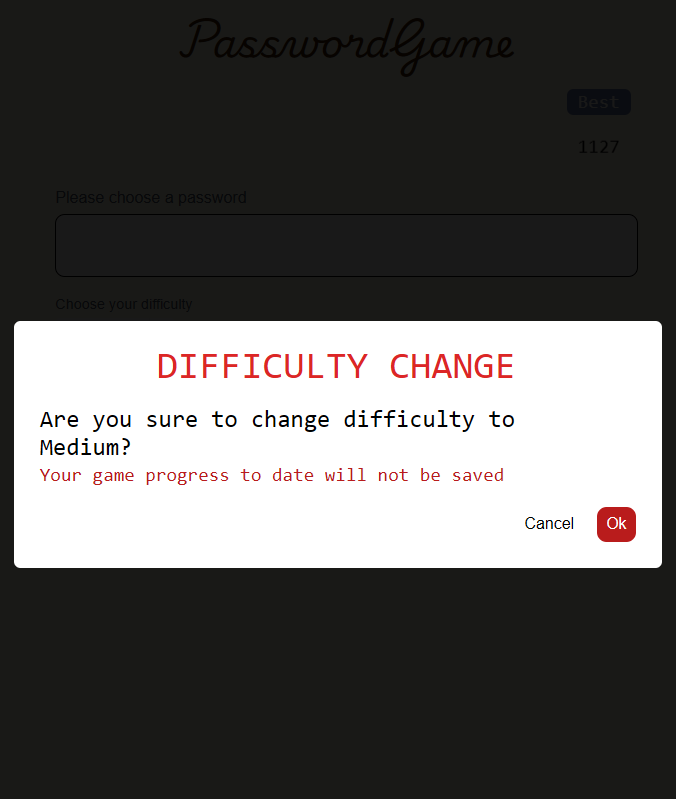 PasswordGame
Best
1127
Please choose a password
Choose your difficulty
DIFFICULTY CHANGE
Are you sure to change difficulty to
Medium?
Your game progress to date will not be saved
Cancel Ok